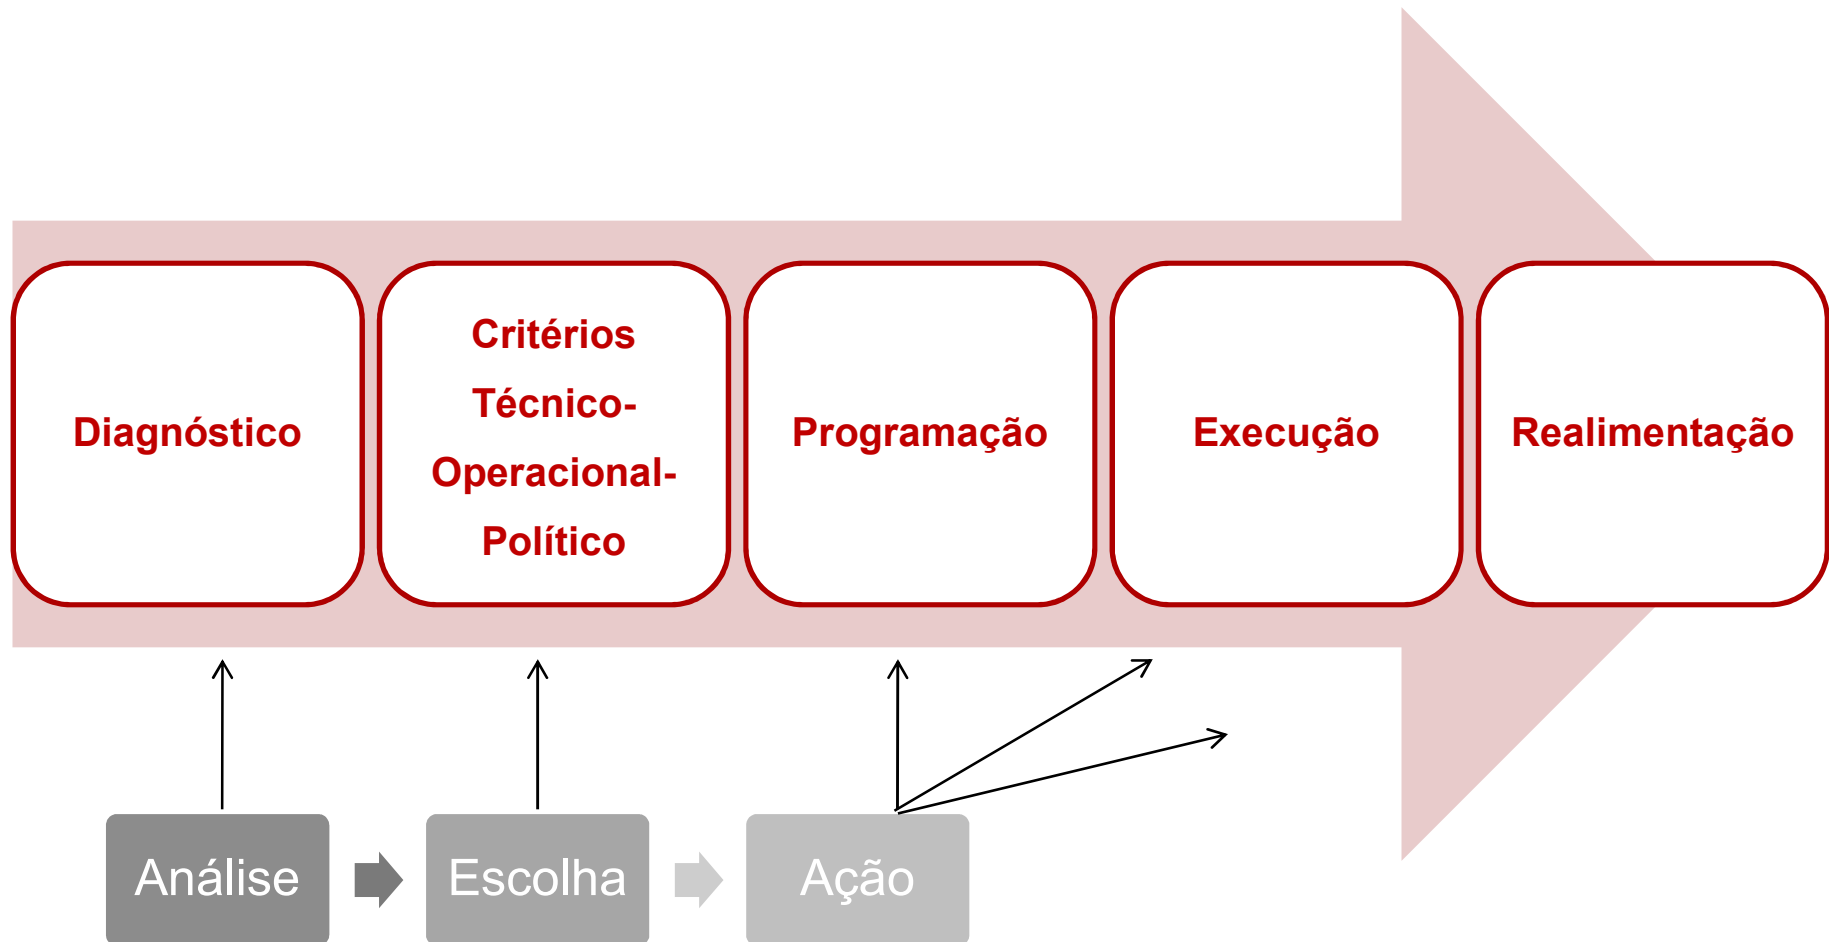 Diagnóstico
Critérios
Técnico-
Operacional-
Político
Programação
Execução
Realimentação
Análise
Escolha
Ação